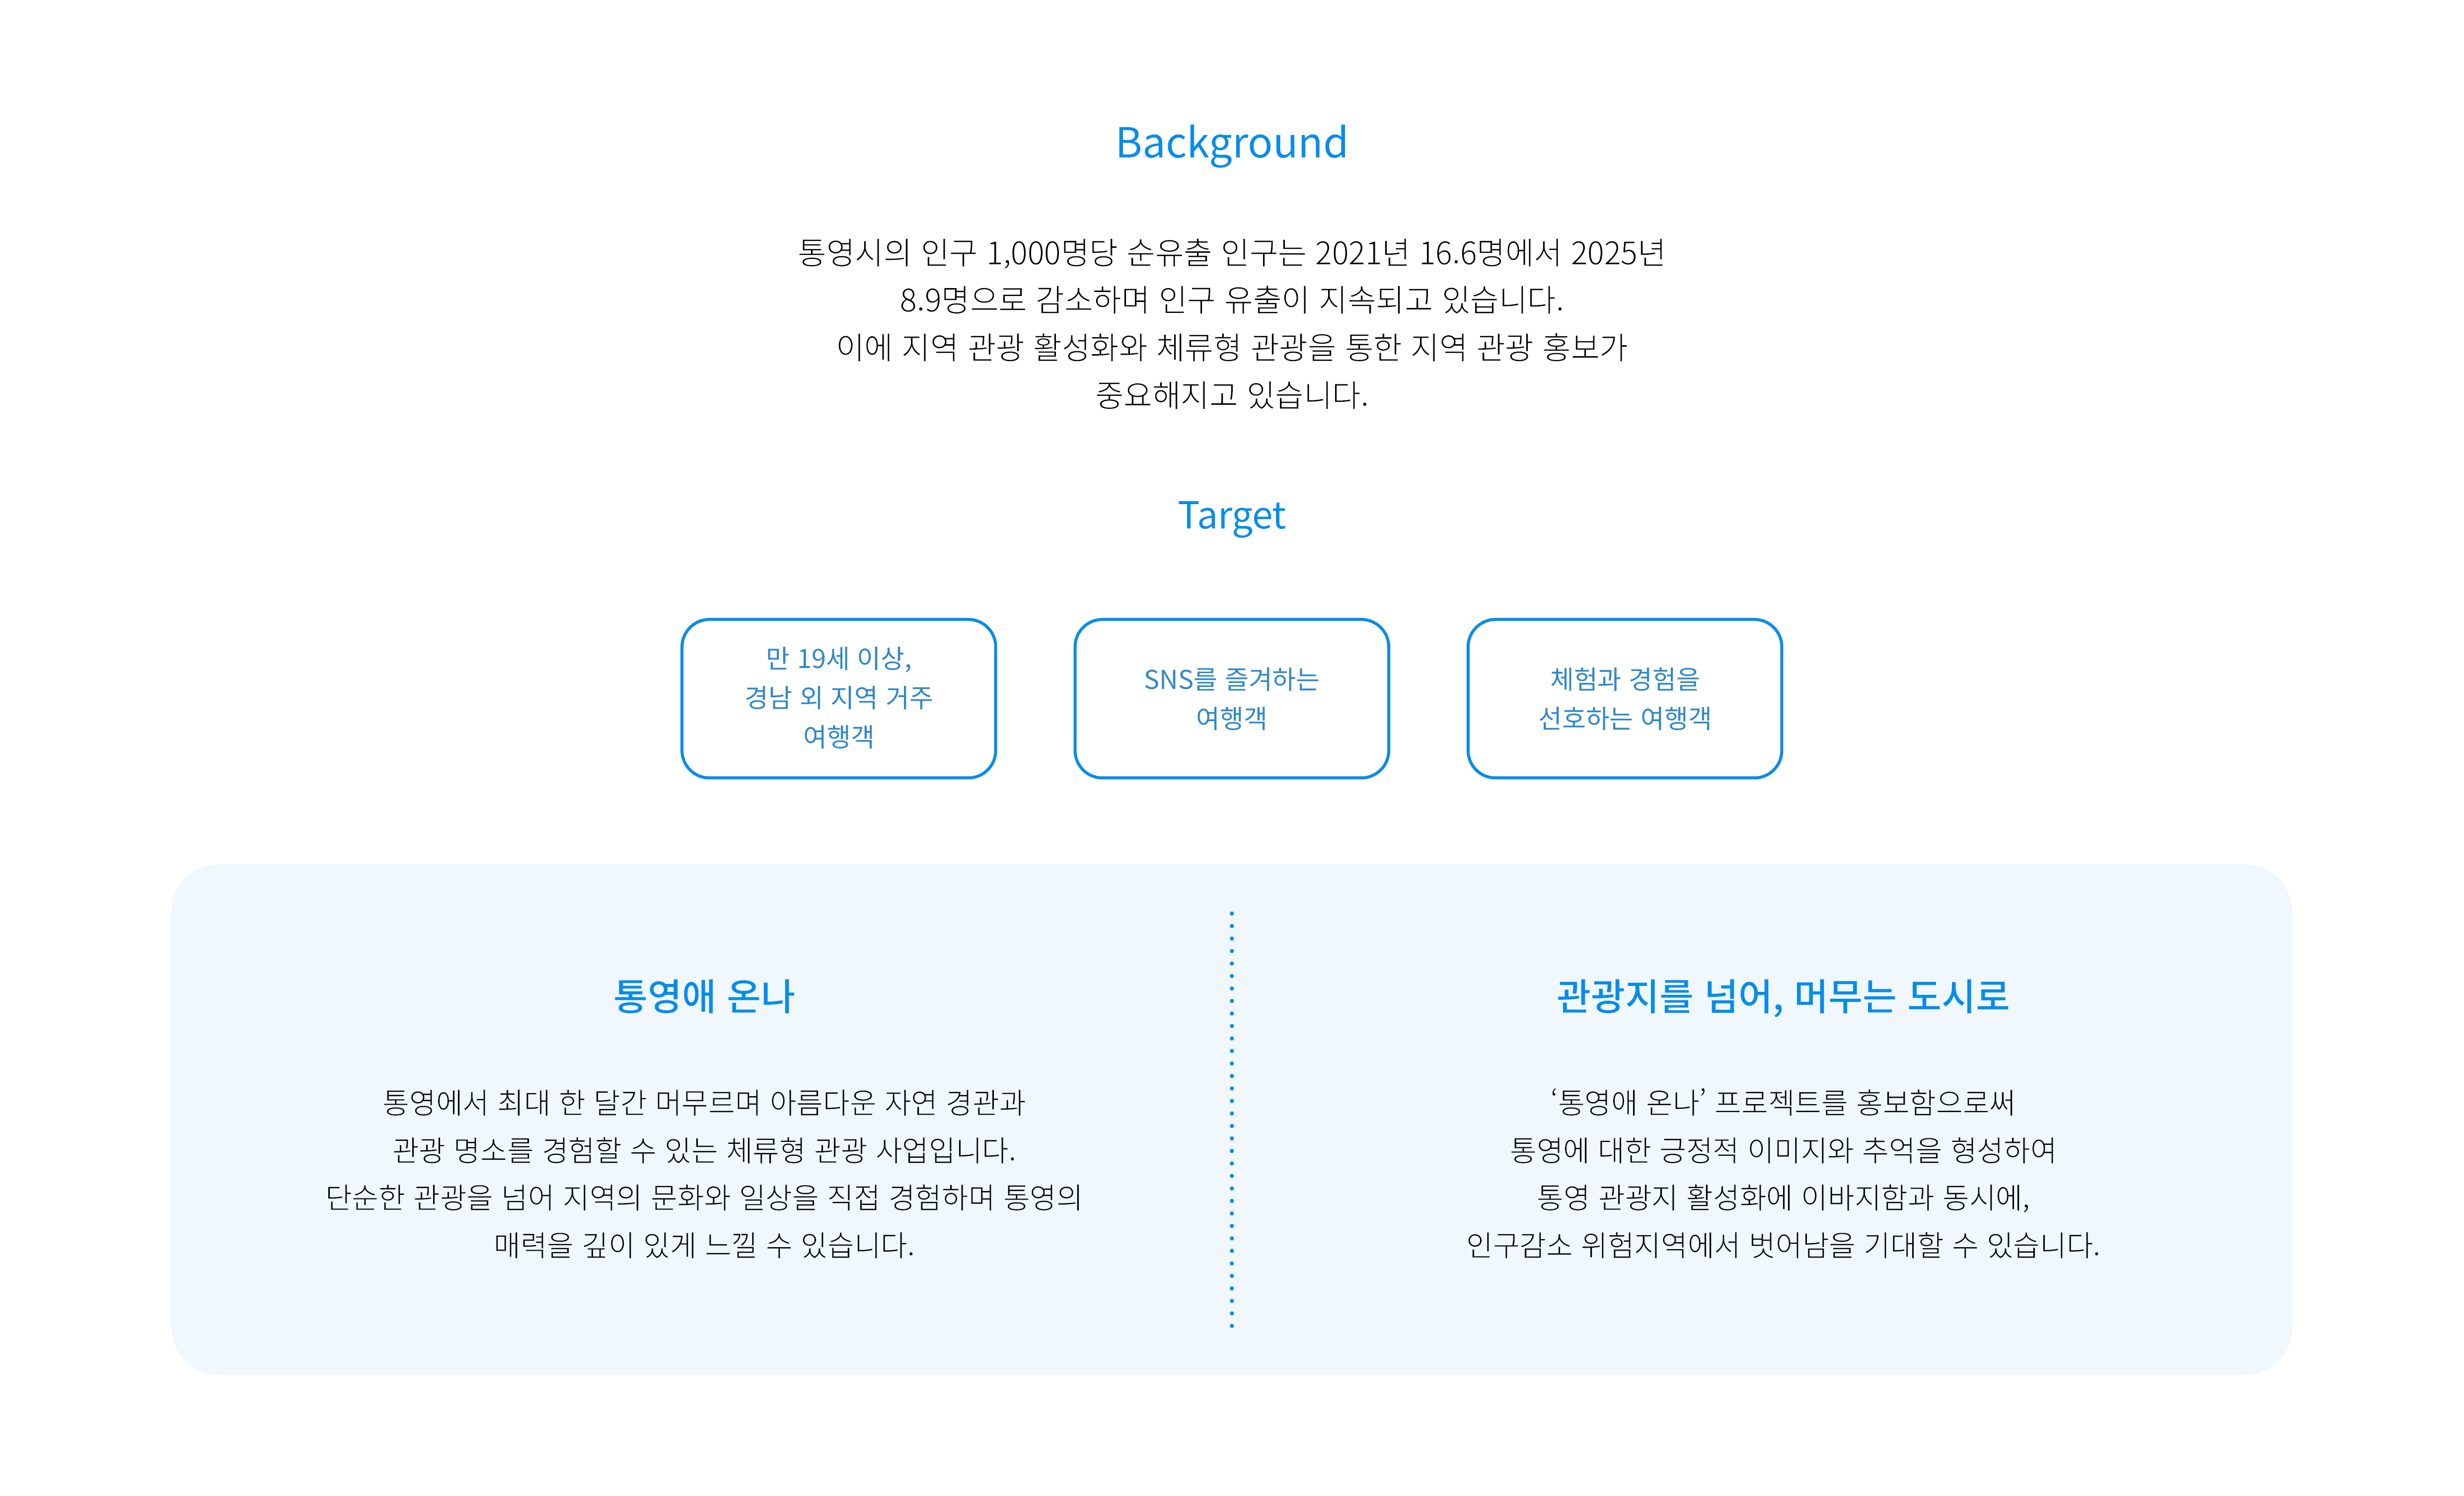 Background
통영시의 인구 1,000명당 순유출 인구는 2021년 16.6명에서 2025년
8.9명으로 감소하며 인구 유출이 지속되고 있습니다.
이에 지역 관광 활성화와 체류형 관광을 통한 지역 관광 홍보가
중요해지고 있습니다.
Target
만 19세 이상,
경남 외 지역 거주
여행객
SNS를 즐겨하는
여행객
체험과 경험을
선호하는 여행객
통영애 온나
통영에서 최대 한 달간 머무르며 아름다운 자연 경관과
관광 명소를 경험할 수 있는 체류형 관광 사업입니다.
단순한 관광을 넘어 지역의 문화와 일상을 직접 경험하며 통영의
매력을 깊이 있게 느낄 수 있습니다.
관광지를 넘어, 머무는 도시로
‘통영애 온나’ 프로젝트를 홍보함으로써
통영에 대한 긍정적 이미지와 추억을 형성하여
통영 관광지 활성화에 이바지함과 동시에,
인구감소 위험지역에서 벗어남을 기대할 수 있습니다.